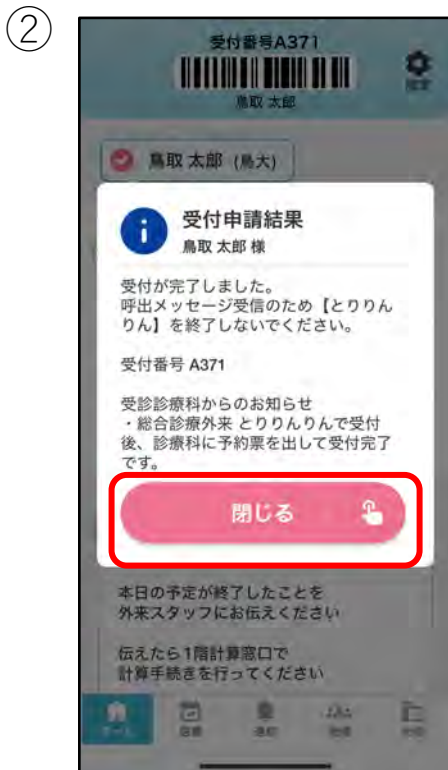 ②
受付番号A371
鳥取 太郎
設定
鳥取 太郎 (鳥大)
受付申請結果
鳥取 太郎 様
受付が完了しました。
呼出メッセージ受信のため【とりりん
りん】を終了しないでください。
受付番号 A371
受診診療科からのお知らせ
・総合診療外来 とりりんりんで受付
後、診療科に予約票を出して受付完了
です。
閉じる
本日の予定が終了したことを
外来スタッフにお伝えください
伝えたら1階計算窓口で
計算手続きを行ってください
ホーム